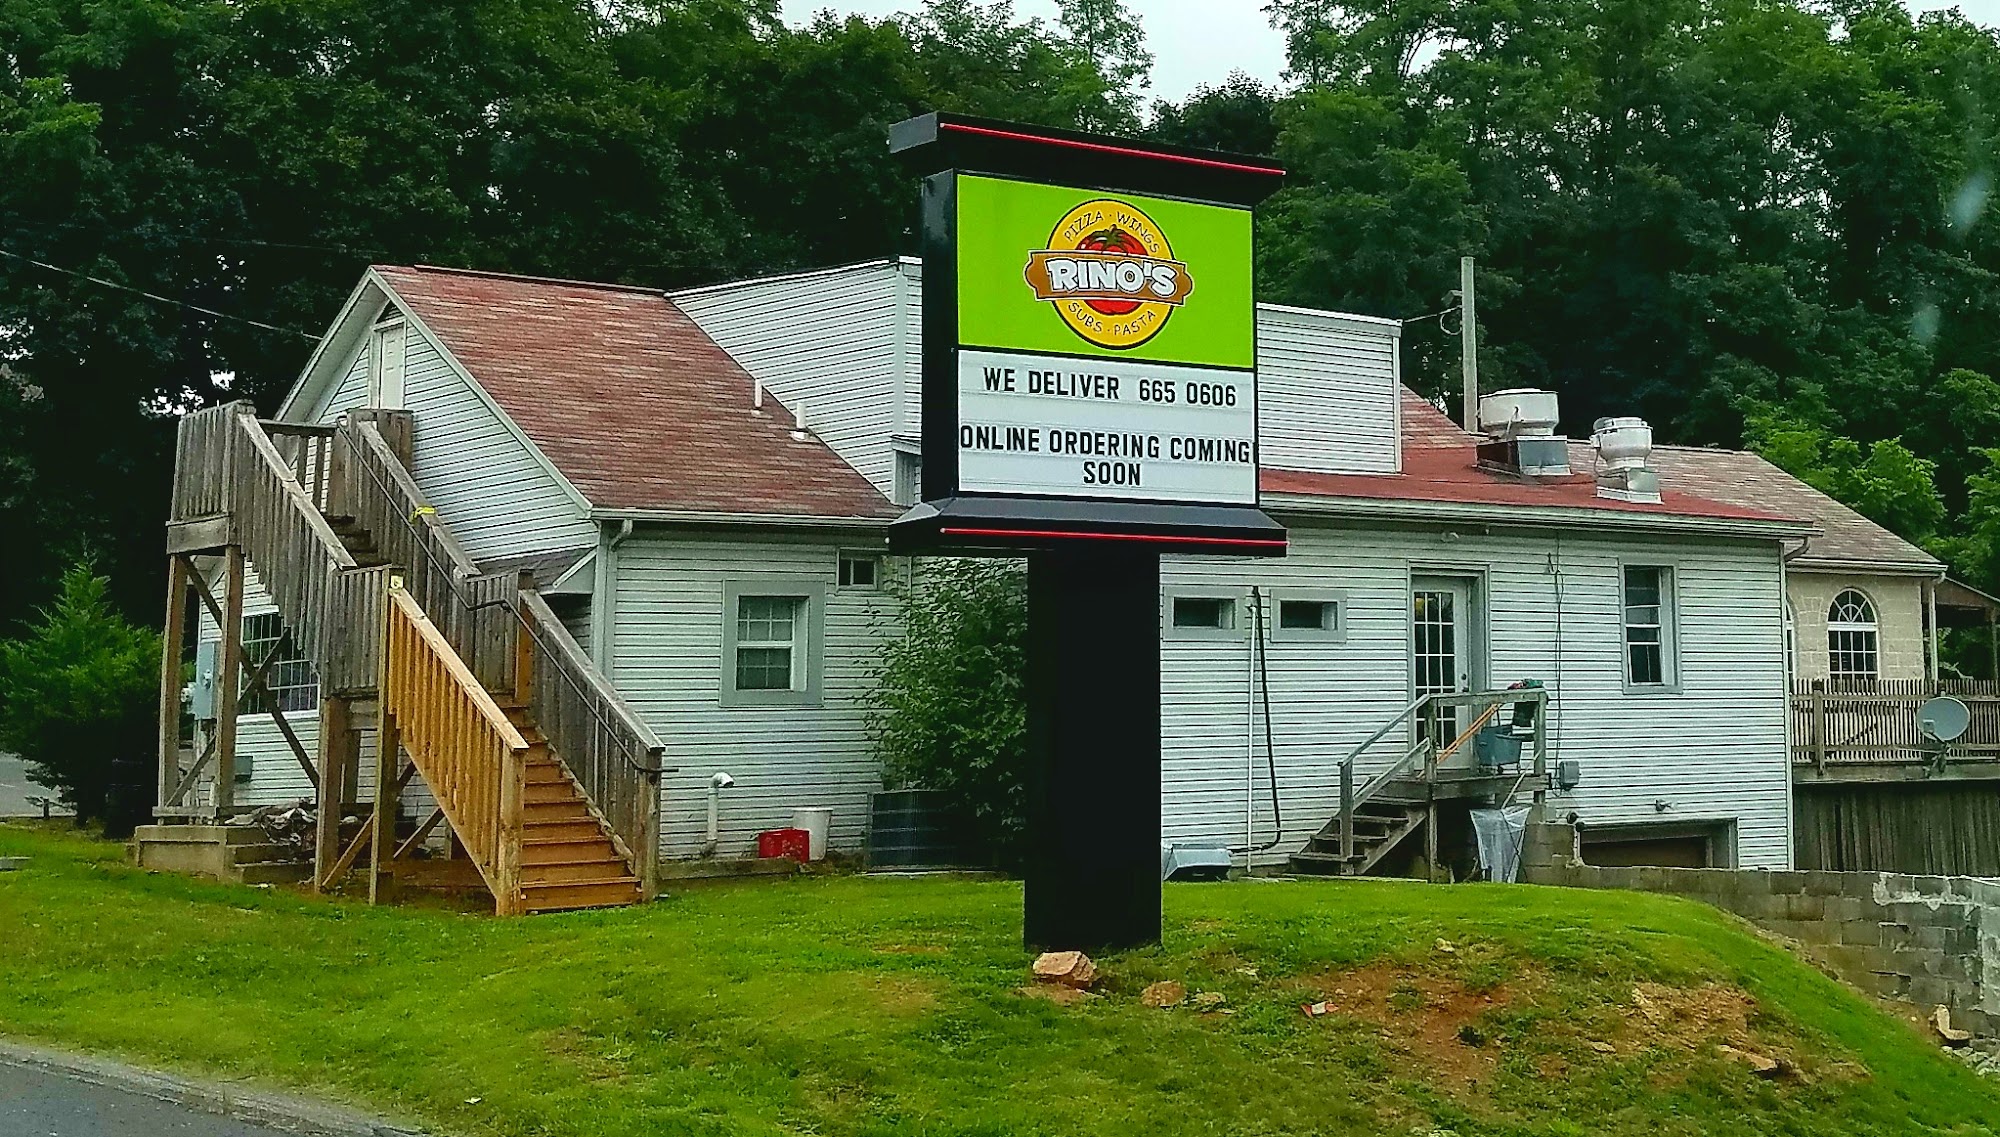 PIZZA · WINGS
RINO'S
SUBS · PASTA
WE DELIVER 665 0606
ONLINE ORDERING COMING
SOON